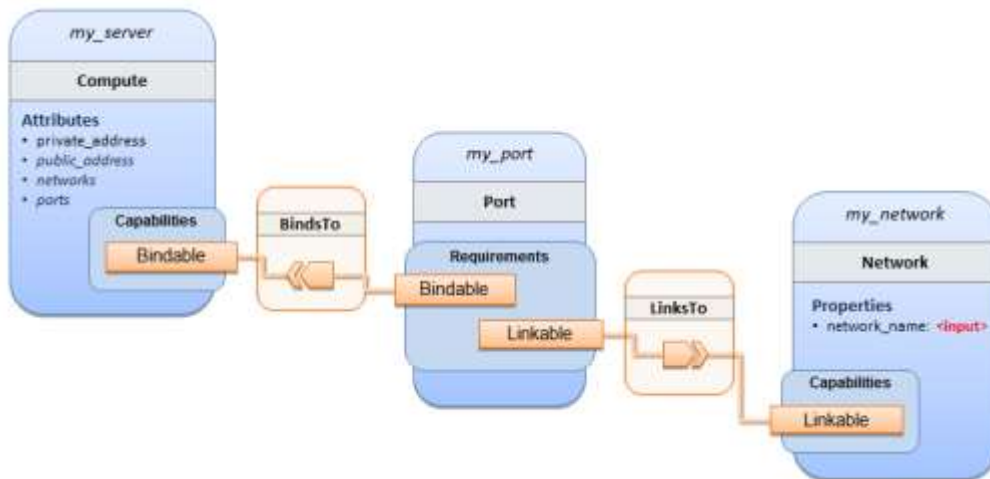 my_server
Compute
Attributes
• private_address
• public_address
• networks
• ports
Capabilities
Bindable
BindsTo
my_port
Port
Requirements
Bindable
Linkable
LinksTo
my_network
Network
Properties
• network_name: <input>
Capabilities
Linkable